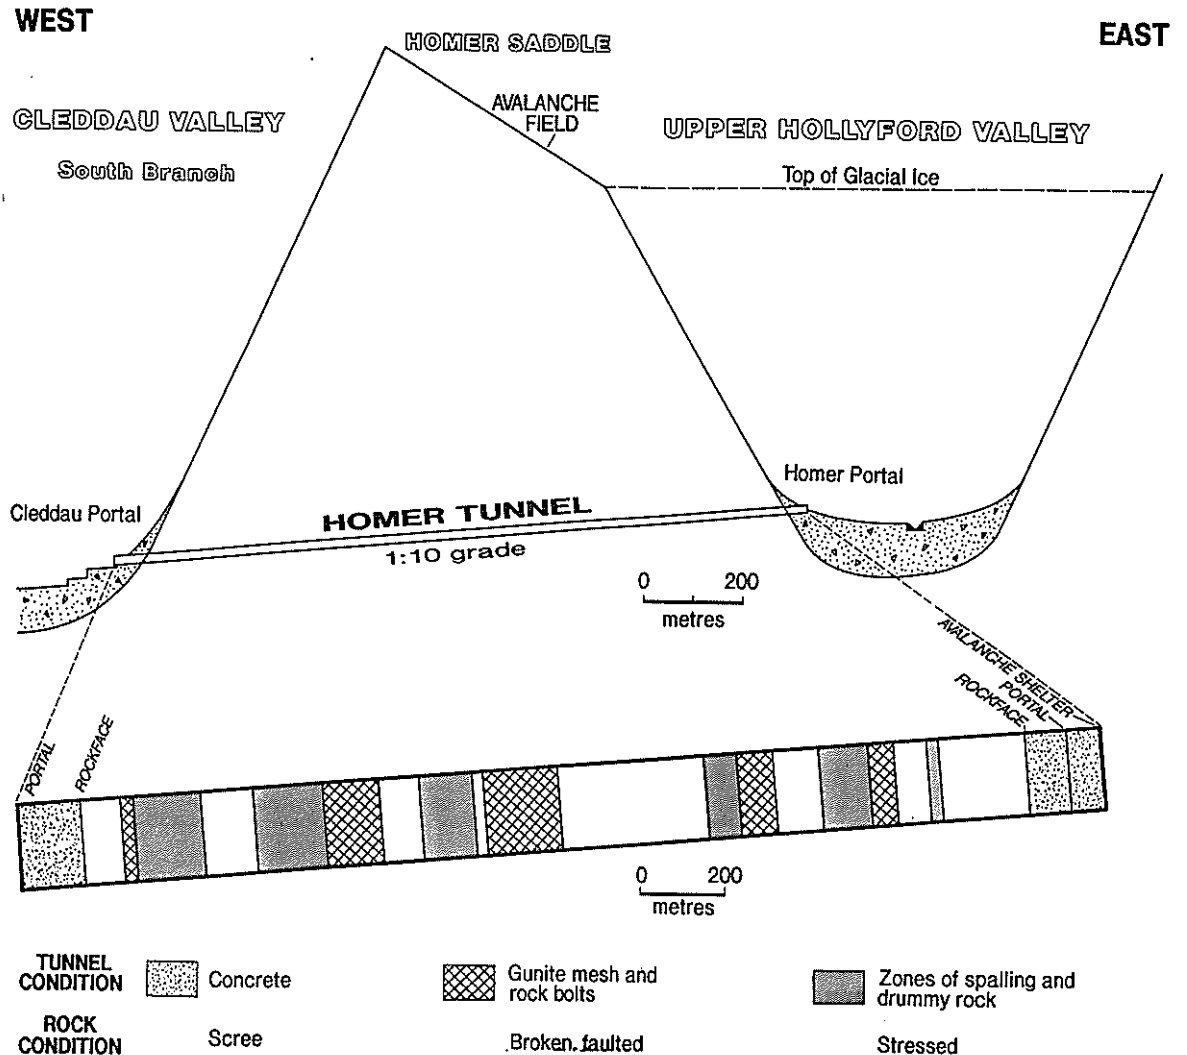 WEST
EAST
HOMER SADDLE
AVALANCHE
FIELD
CLEDDAU VALLEY
South Branch
UPPER HOLLYFORD VALLEY
Top of Glacial Ice
Homer Portal
Cleddau Portal
HOMER TUNNEL
1:10 grade
0 200
metres
AVALANCHE SHELTER
PORTAL
ROCKFACE
PORTAL
ROCKFACE
0 200
metres
TUNNEL
CONDITION
Concrete
Gunite mesh and
rock bolts
Zones of spalling and
drummy rock
ROCK
CONDITION
Scree
Broken, faulted
Stressed